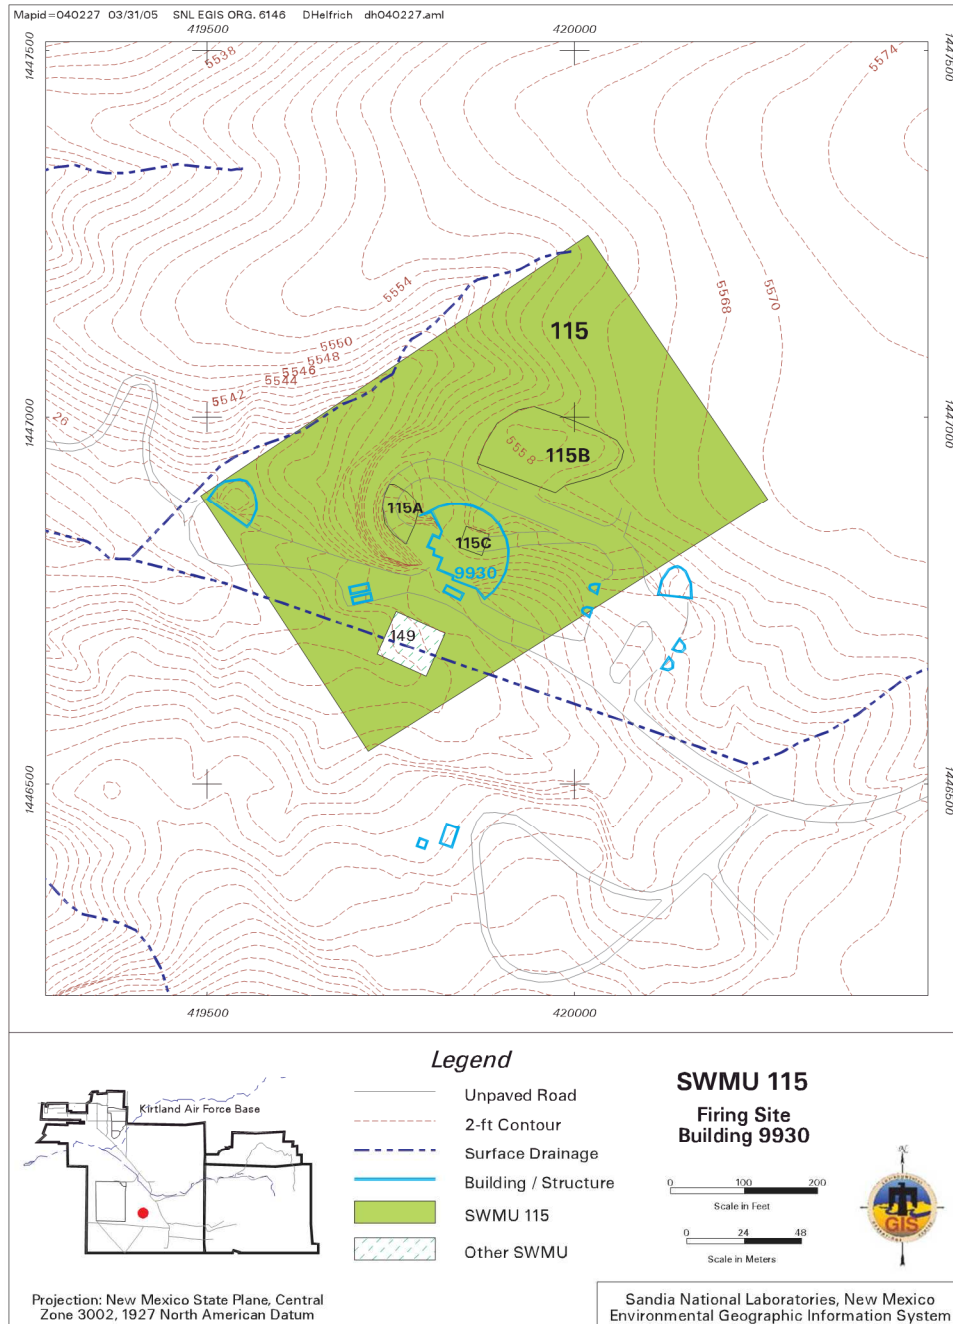 Mapid=040227 03/31/05 SNL EGIS ORG. 6146 DHelfrich dh040227.aml
419500 420000
1447500 1447500
5538
5574
5554
5568
5570
5550
5548
5546
5544
5542
115
26
1447000 1447000
5558
115B
115A
115C
9930
149
1446500 1446500
419500 420000
Legend
Unpaved Road
2-ft Contour
Surface Drainage
Building / Structure
SWMU 115
Other SWMU
Kirtland Air Force Base
SWMU 115
Firing Site
Building 9930
0 100 200
Scale in Feet
0 24 48
Scale in Meters
N
GIS
Projection: New Mexico State Plane, Central
Zone 3002, 1927 North American Datum
Sandia National Laboratories, New Mexico
Environmental Geographic Information System